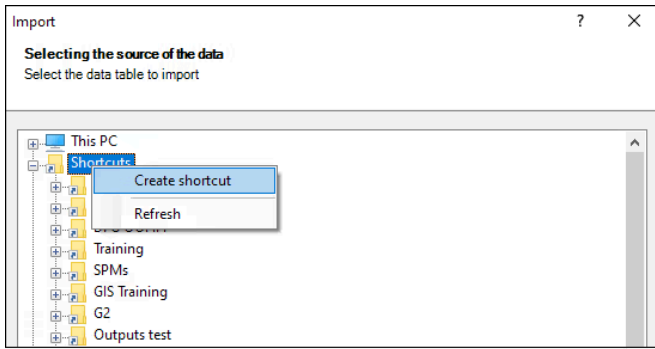 Import
?
Selecting the source of the data
Select the data table to import
This PC
Shortcuts
Create shortcut
Refresh
Training
SPMs
GIS Training
G2
Outputs test